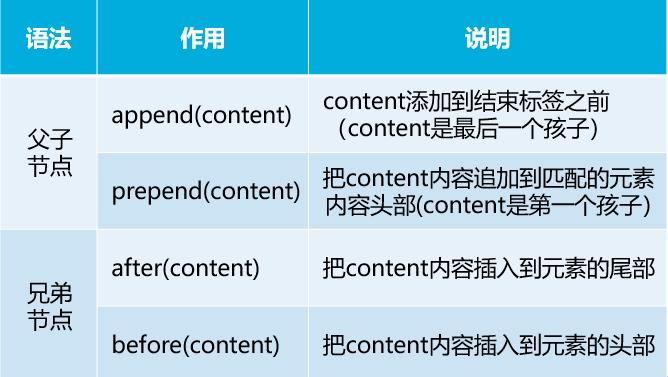 语法 作用 说明
父子
节点
append(content)
content添加到结束标签之前
（content是最后一个孩子）
prepend(content)
把content内容追加到匹配的元素
内容头部(content是第一个孩子）
兄弟
节点
after(content)
把content内容插入到元素的尾部
before(content)
把content内容插入到元素的头部